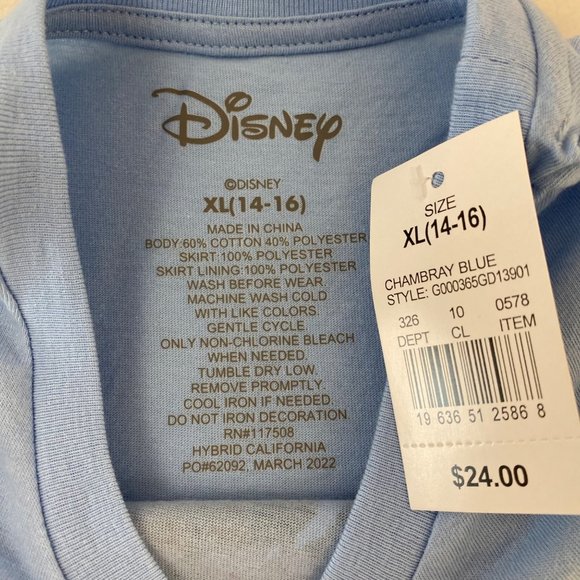 Disney
©DISNEY
XL(14-16)
MADE IN CHINA
BODY:60% COTTON 40% POLYESTER
SKIRT: 100% POLYESTER
SKIRT LINING:100% POLYESTER
WASH BEFORE WEAR.
MACHINE WASH COLD
WITH LIKE COLORS.
GENTLE CYCLE.
ONLY NON-CHLORINE BLEACH
WHEN NEEDED.
TUMBLE DRY LOW.
REMOVE PROMPTLY.
COOL IRON IF NEEDED.
DO NOT IRON DECORATION.
RN#117508
HYBRID CALIFORNIA
PO#62092, MARCH 2022
SIZE
XL(14-16)
CHAMBRAY BLUE
STYLE: G000365GD13901
326 10 0578
DEPT CL ITEM
19 636 51 2586 8
$24.00